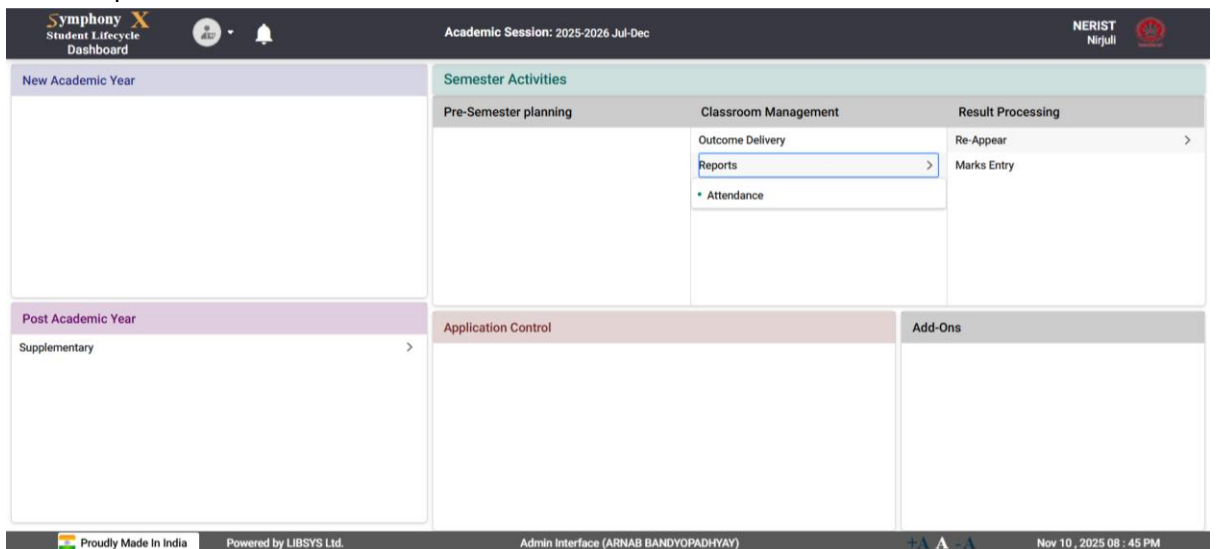 Symphony X
Student Lifecycle
Dashboard
Academic Session: 2025-2026 Jul-Dec
NERIST
Nirjuli
New Academic Year
Semester Activities
Pre-Semester planning
Classroom Management
Result Processing
Outcome Delivery
Re-Appear
Reports
Marks Entry
• Attendance
Post Academic Year
Supplementary
Application Control
Add-Ons
Proudly Made In India
Powered by LIBSYS Ltd.
Admin Interface (ARNAB BANDYOPADHYAY)
+A A -A
Nov 10 , 2025 08 : 45 PM